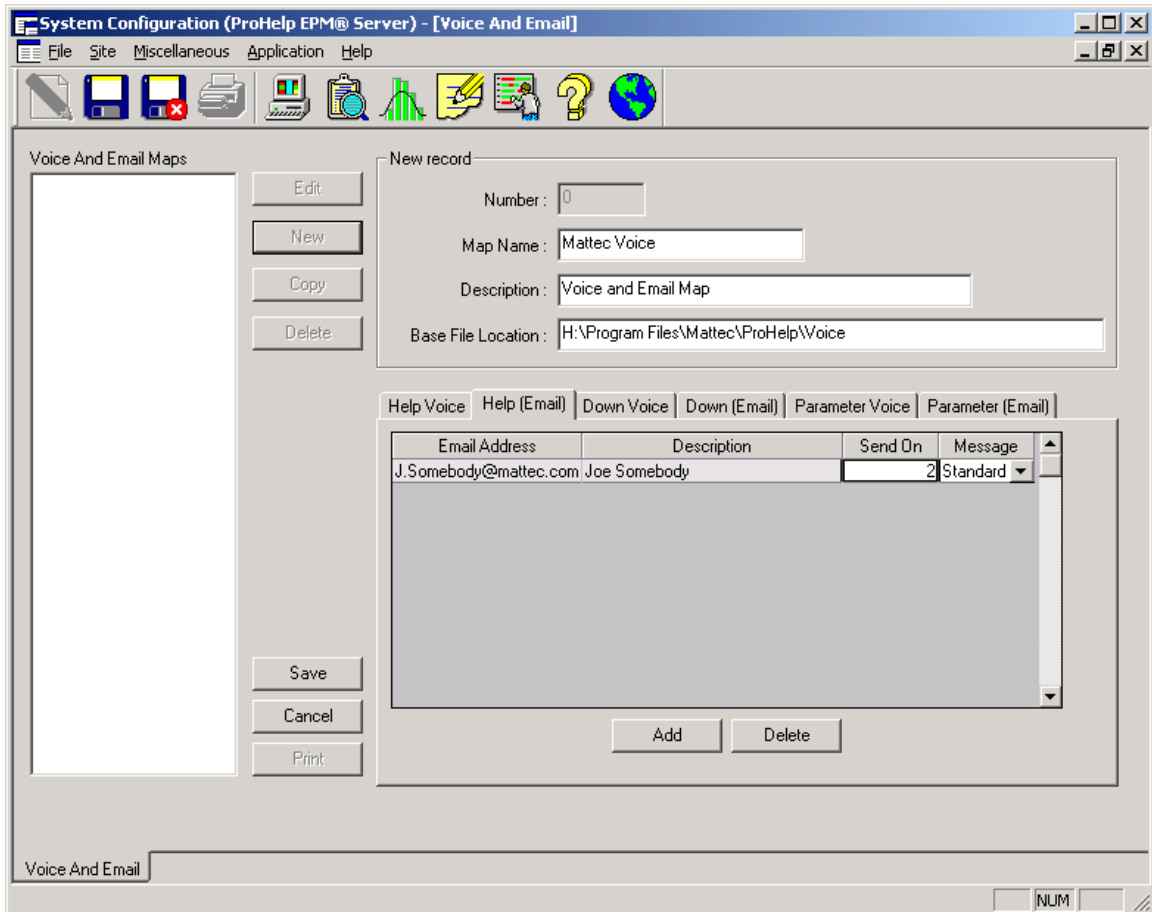 System Configuration (ProHelp EPM® Server) - [Voice And Email]
File Site Miscellaneous Application Help
Voice And Email Maps
Edit
New
Copy
Delete
Save
Cancel
Print
New record
Number : 0
Map Name : Mattec Voice
Description : Voice and Email Map
Base File Location : H:\Program Files\Mattec\ProHelp\Voice
Help Voice Help (Email) Down Voice Down (Email) Parameter Voice Parameter (Email)
Email Address Description Send On Message
J.Somebody@mattec.com Joe Somebody 2 Standard
Add Delete
Voice And Email
NUM